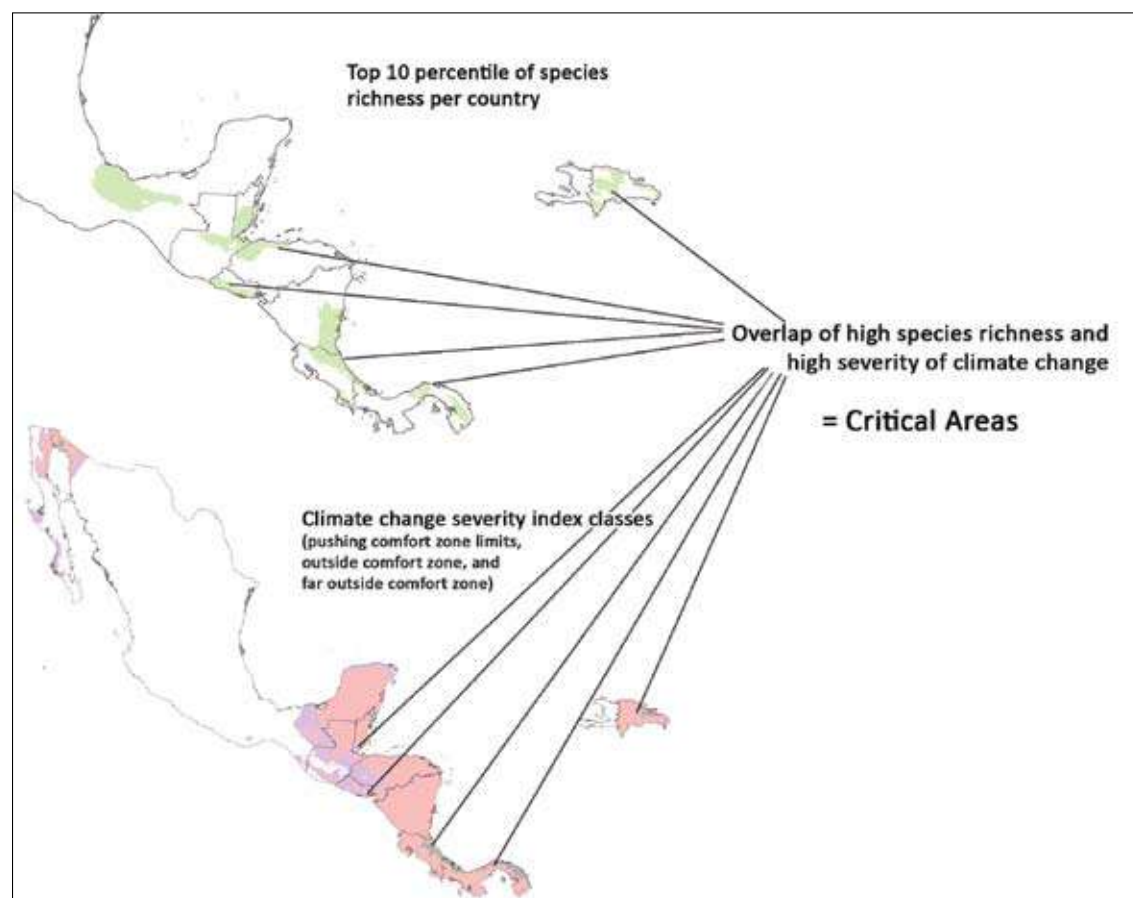 Top 10 percentile of species
richness per country
Overlap of high species richness and
high severity of climate change
= Critical Areas
Climate change severity index classes
(pushing comfort zone limits,
outside comfort zone, and
far outside comfort zone)